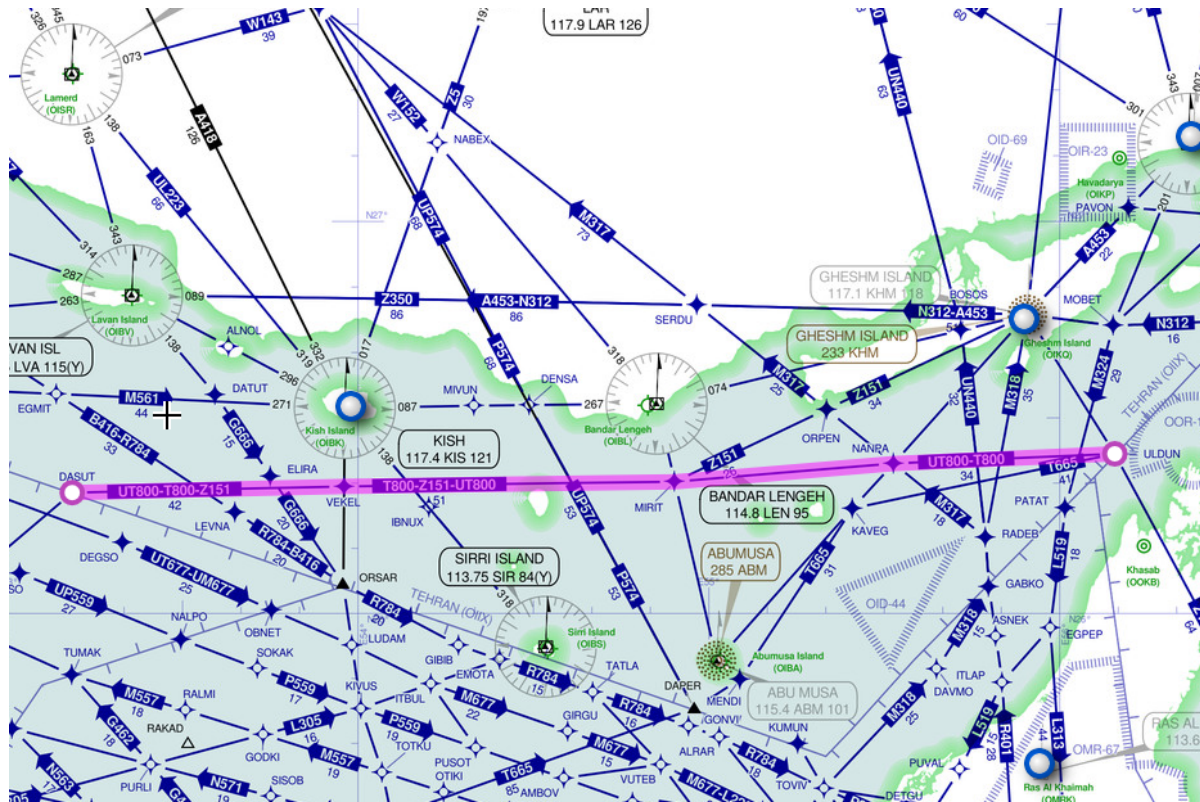 LAR
117.9 LAR 126
W143
39
073
326
045
Lamerd
(OISR)
163
138
A418
126
UL223
66
W152
27
Z5
30
NABEX
N27°
UP574
68
M317
73
UN440
63
60
OID-69
OIR-23
Havadarya
(OIKP)
PAVON
301
343
201
A453
22
314
343
287
263
089
Lavan Island
(OIBV)
138
VAN ISL
LVA 115(Y)
Z350
86
A453-N312
86
SERDU
GHESHM ISLAND
117.1 KHM 118
BOSOS
N312-A453
5
MOBET
N312
16
GHESHM ISLAND
233 KHM
Gheshm Island
(OIKQ)
ALNOL
296
319
332
017
P574
68
318
074
M317
25
Z151
34
UN440
32
M318
35
M324
29
TEHRAN (OIIX)
EGMIT
M561
44
DATUT
271
Kish Island
(OIBK)
087
MIVUN
DENSA
267
Bandar Lengeh
(OIBL)
ORPEN
KISH
117.4 KIS 121
138
B416-R784
33
G666
15
ELIRA
Z151
26
NANPA
UT800-T800
34
T665
41
ULDUN
DASUT
UT800-T800-Z151
42
VEKEL
T800-Z151-UT800
51
MIRIT
BANDAR LENGEH
114.8 LEN 95
KAVEG
M317
18
PATAT
LEVNA
G666
20
IBNUX
UP574
53
RADEB
DEGSO
R784-B416
SIRRI ISLAND
113.75 SIR 84(Y)
ABUMUSA
285 ABM
T665
31
L519
18
Khasab
(OOKB)
UT677-UM677
25
ORSAR
UP559
27
R784
20
TEHRAN (OIIX)
318
P574
53
OID-44
GABKO
NALPO
OBNET
LUDAM
Sirri Island
(OIBS)
M318
15
ASNEK
EGPEP
64
TUMAK
SOKAK
GIBIB
EMOTA
TATLA
Abumusa Island
(OIBA)
M557
18
RALMI
P559
17
KIVUS
ITBUL
M677
22
R784
15
DAPER
MENDI
ABU MUSA
115.4 ABM 101
ITLAP
DAVMO
G462
18
RAKAD
L305
16
P559
19
GIRGU
R784
16
GONVI
KUMUN
M318
25
L519
15
R401
28
L313
44
OMR-67
GODKI
M557
19
TOTKU
PUSOT
OTIKI
M677
15
ALRAR
R784
18
PUVAL
N563
17
PURLI
N571
19
SISOB
T665
85
AMBOV
VUTEB
TOVIV
DETGU
Ras Al Khaimah
(OMRK)